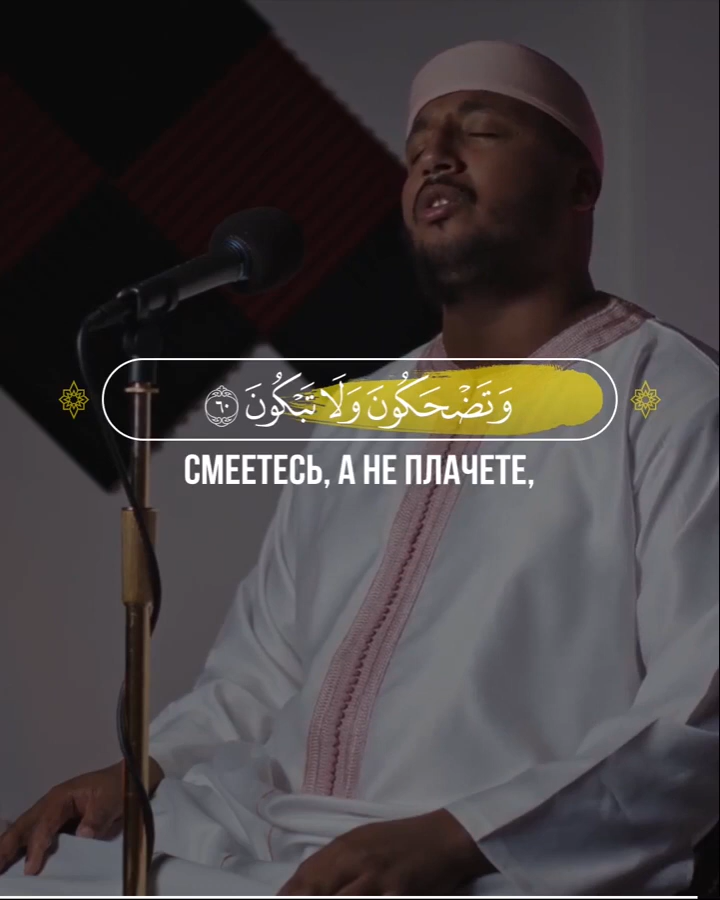 وَتَضْحَكُونَ وَلَا تَبْكُونَ ٦٠
СМЕЕТЕСЬ, А НЕ ПЛАЧЕТЕ,